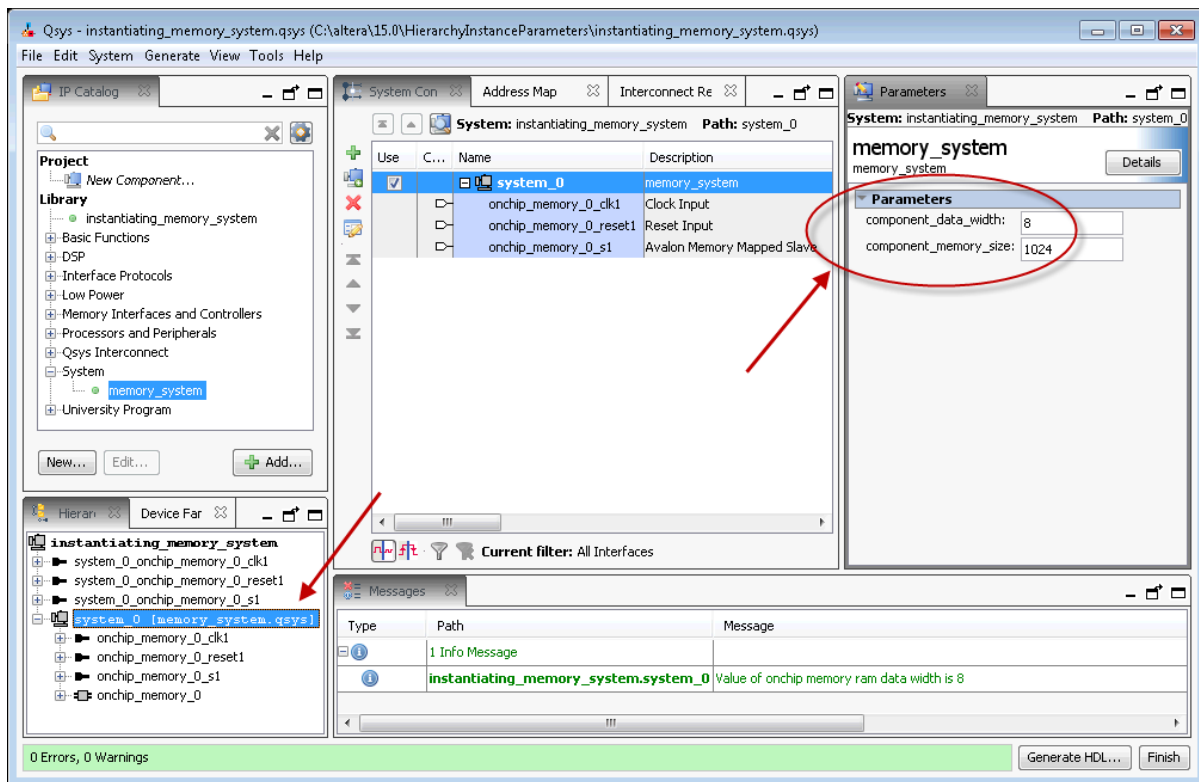 Qsys - instantiating_memory_system.qsys (C:\altera\15.0\HierarchyInstanceParameters\instantiating_memory_system.qsys)
File Edit System Generate View Tools Help
IP Catalog
Project
New Component...
Library
instantiating_memory_system
Basic Functions
DSP
Interface Protocols
Low Power
Memory Interfaces and Controllers
Processors and Peripherals
Qsys Interconnect
System
memory_system
University Program
New... Edit... Add...
Hierar Device Far
instantiating_memory_system
system_0_onchip_memory_0_clk1
system_0_onchip_memory_0_reset1
system_0_onchip_memory_0_s1
system_0 [memory_system.qsys]
onchip_memory_0_clk1
onchip_memory_0_reset1
onchip_memory_0_s1
onchip_memory_0
System Con Address Map Interconnect Re
System: instantiating_memory_system Path: system_0
Use C... Name Description
system_0 memory_system
onchip_memory_0_clk1 Clock Input
onchip_memory_0_reset1 Reset Input
onchip_memory_0_s1 Avalon Memory Mapped Slave
Current filter: All Interfaces
Parameters
System: instantiating_memory_system Path: system_0
memory_system
memory_system
Details
Parameters
component_data_width: 8
component_memory_size: 1024
Messages
Type Path Message
1 Info Message
instantiating_memory_system.system_0 Value of onchip memory ram data width is 8
0 Errors, 0 Warnings
Generate HDL... Finish